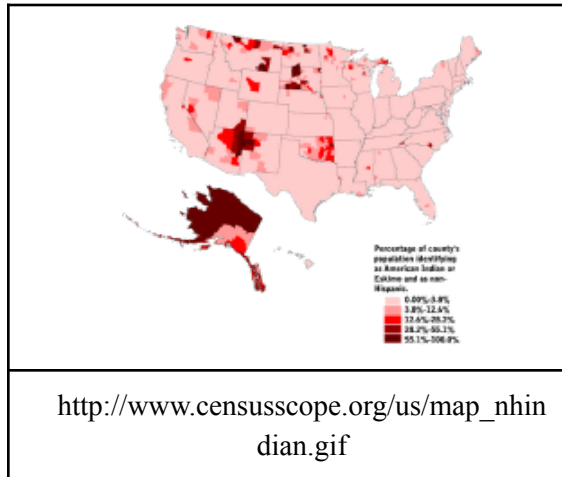 Percentage of county's
population identifying
as American Indian or
Eskimo and as non-
Hispanic.
0.00%-3.8%
3.8%-12.6%
12.6%-28.2%
28.2%-55.1%
55.1%-100.0%
http://www.censusscope.org/us/map_nhin
dian.gif